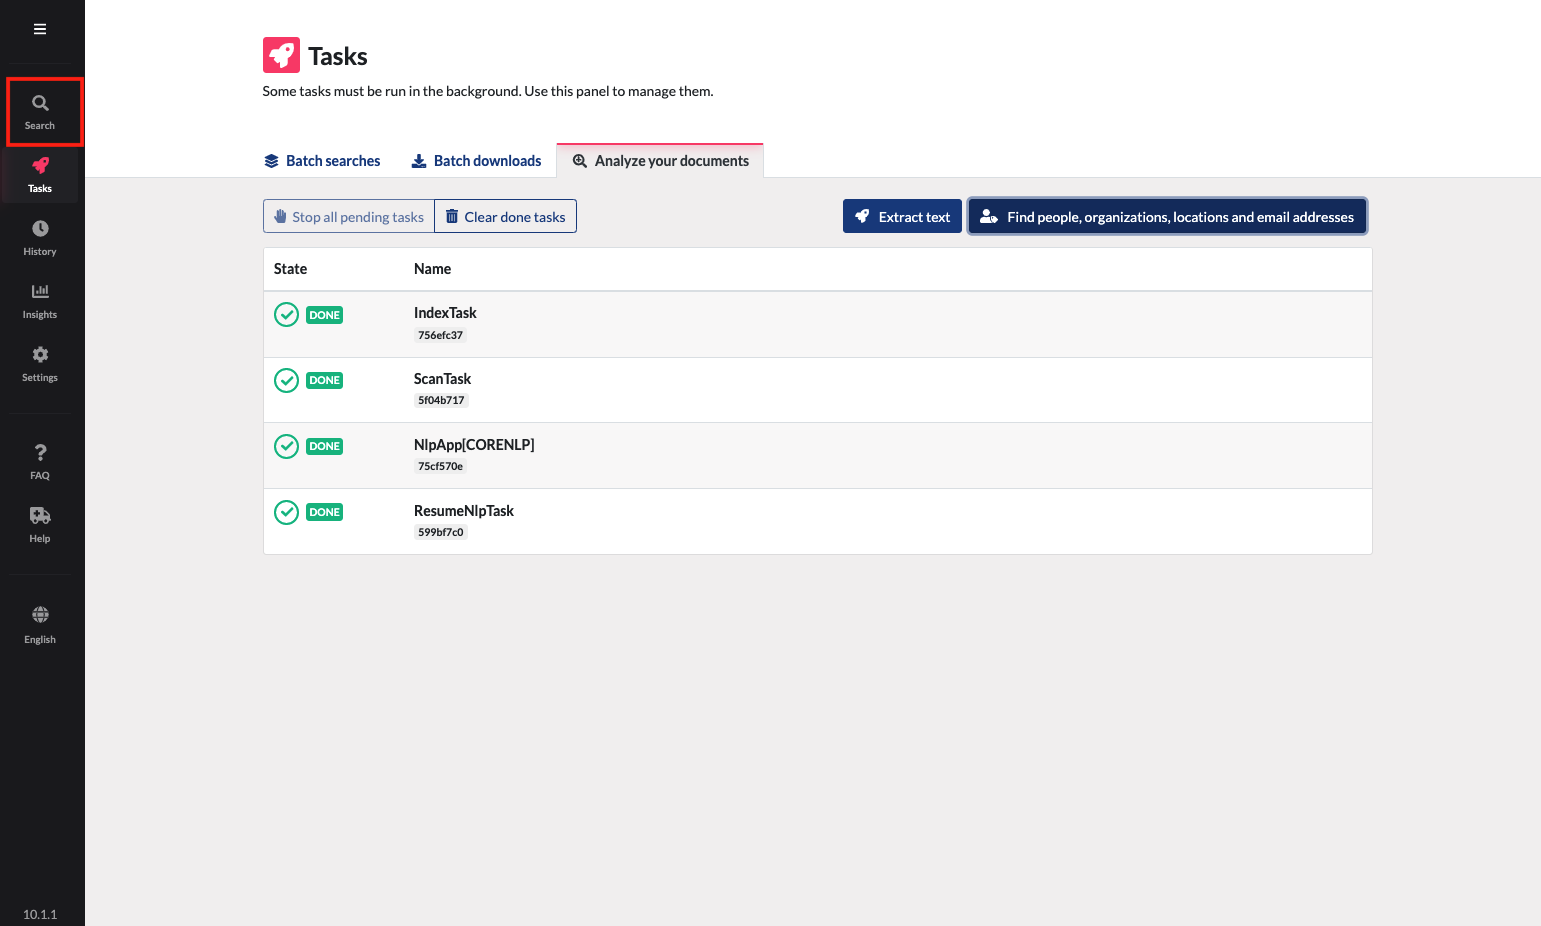 Search
Tasks
History
Insights
Settings
FAQ
Help
English
10.1.1
Tasks
Some tasks must be run in the background. Use this panel to manage them.
Batch searches Batch downloads Analyze your documents
Stop all pending tasks Clear done tasks Extract text Find people, organizations, locations and email addresses
State Name
DONE IndexTask
756efc37
DONE ScanTask
5f04b717
DONE NlpApp[CORENLP]
75cf570e
DONE ResumeNlpTask
599bf7c0